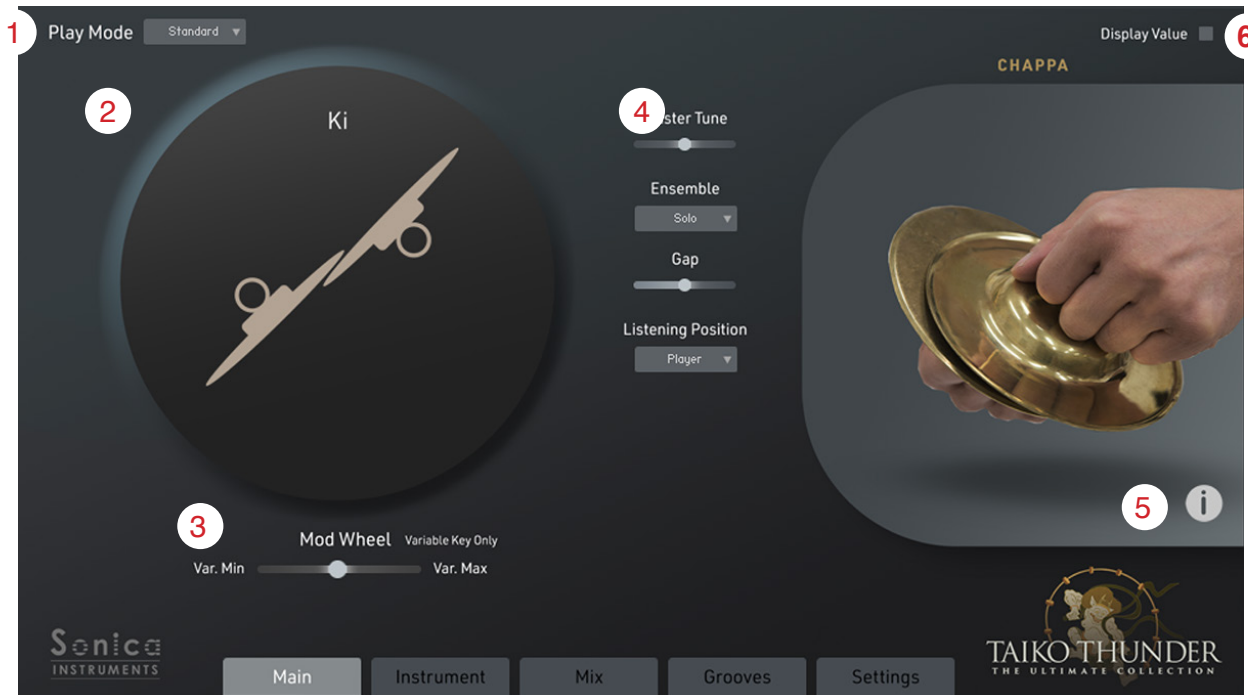 1
Play Mode
Standard
Display Value
6
CHAPPA
2
Ki
4
ster Tune
Ensemble
Solo
Gap
Listening Position
Player
5
i
3
Mod Wheel Variable Key Only
Var. Min
Var. Max
Sonica
INSTRUMENTS
TAIKO THUNDER
THE ULTIMATE COLLECTION
Main
Instrument
Mix
Grooves
Settings